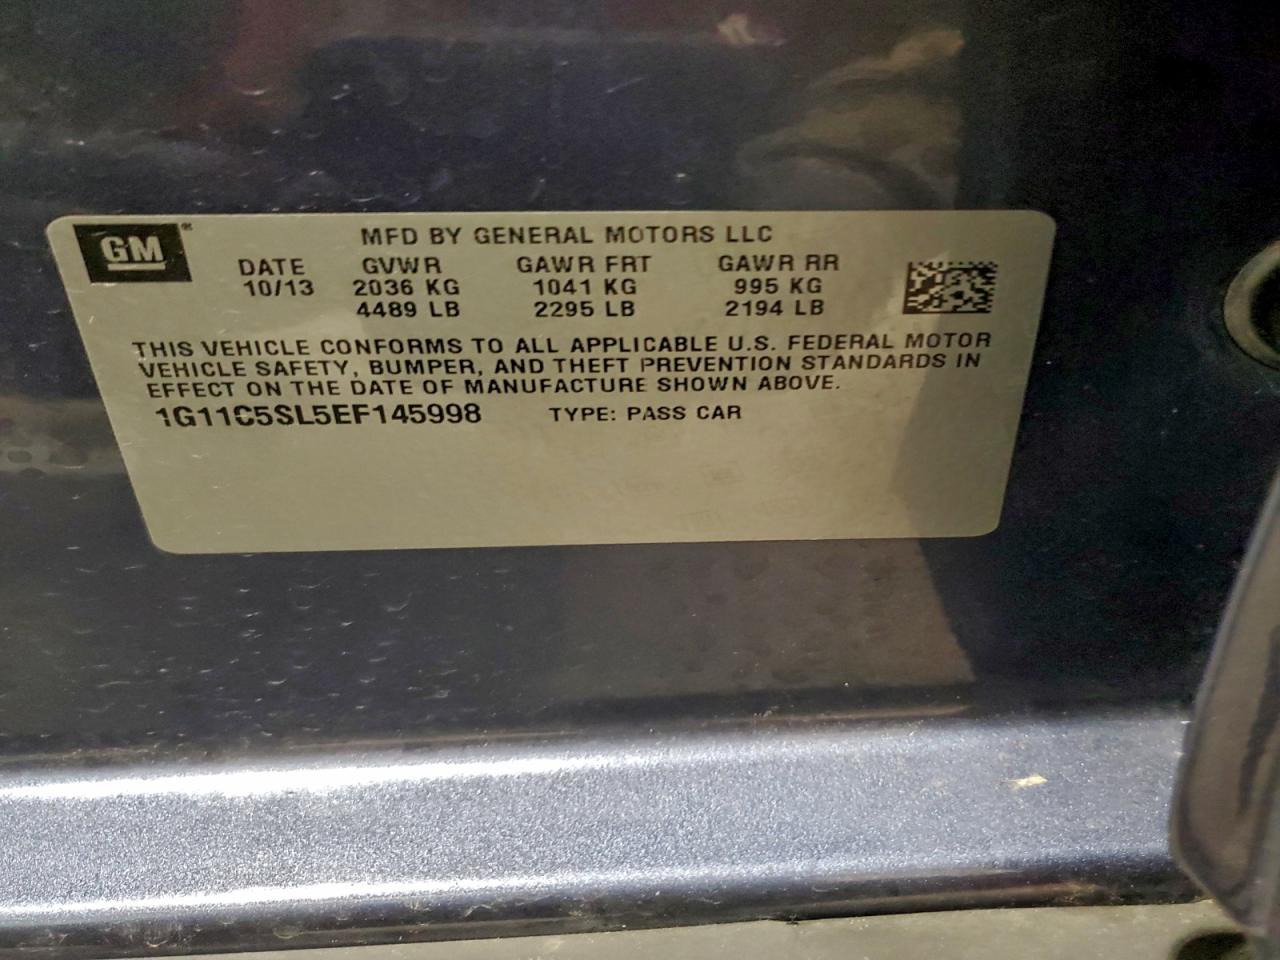 GM®
MFD BY GENERAL MOTORS LLC
DATE GVWR GAWR FRT GAWR RR
10/13 2036 KG 1041 KG 995 KG
4489 LB 2295 LB 2194 LB
THIS VEHICLE CONFORMS TO ALL APPLICABLE U.S. FEDERAL MOTOR
VEHICLE SAFETY, BUMPER, AND THEFT PREVENTION STANDARDS IN
EFFECT ON THE DATE OF MANUFACTURE SHOWN ABOVE.
1G11C5SL5EF145998 TYPE: PASS CAR